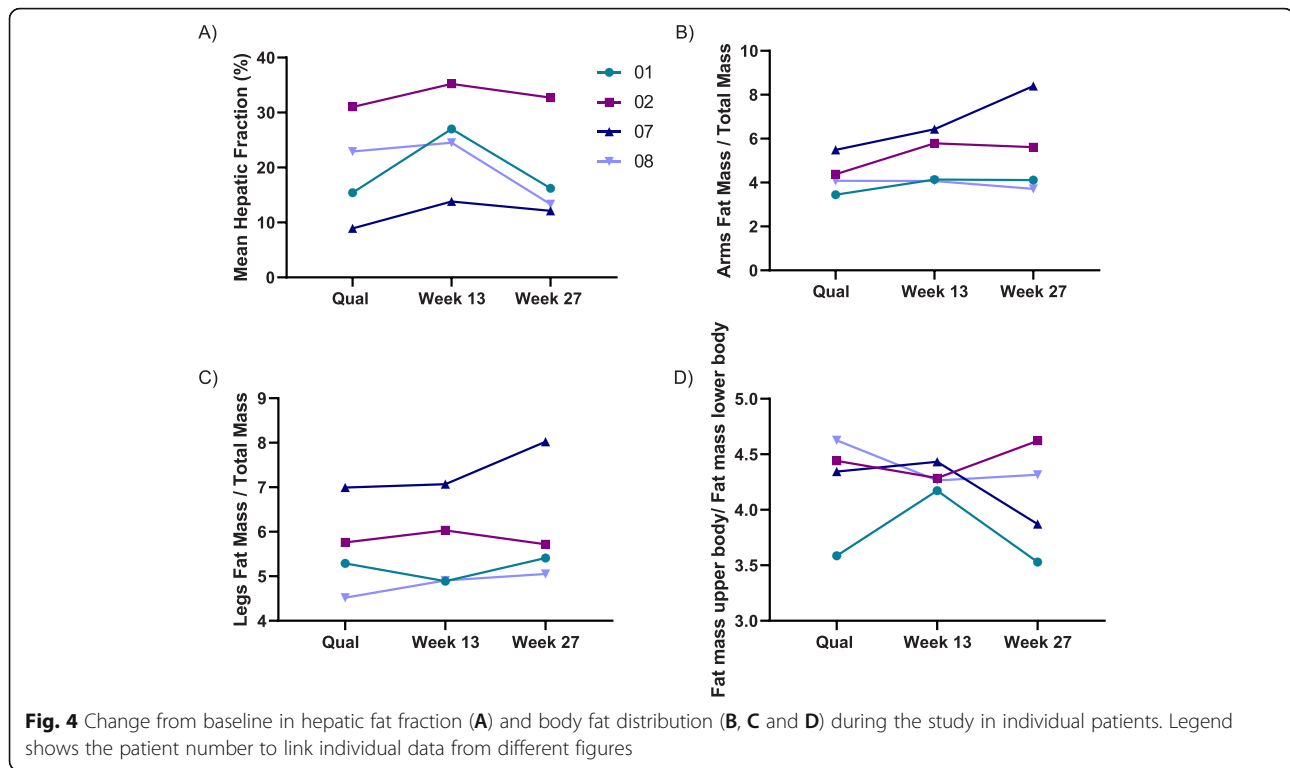 A)
Mean Hepatic Fraction (%)
40
30
20
10
0
Qual Week 13 Week 27
01
02
07
08
B)
Arms Fat Mass / Total Mass
10
8
6
4
2
0
Qual Week 13 Week 27
C)
Legs Fat Mass / Total Mass
9
8
7
6
5
4
Qual Week 13 Week 27
D)
Fat mass upper body/ Fat mass lower body
5.0
4.5
4.0
3.5
3.0
Qual Week 13 Week 27
Fig. 4 Change from baseline in hepatic fat fraction (A) and body fat distribution (B, C and D) during the study in individual patients. Legend
shows the patient number to link individual data from different figures